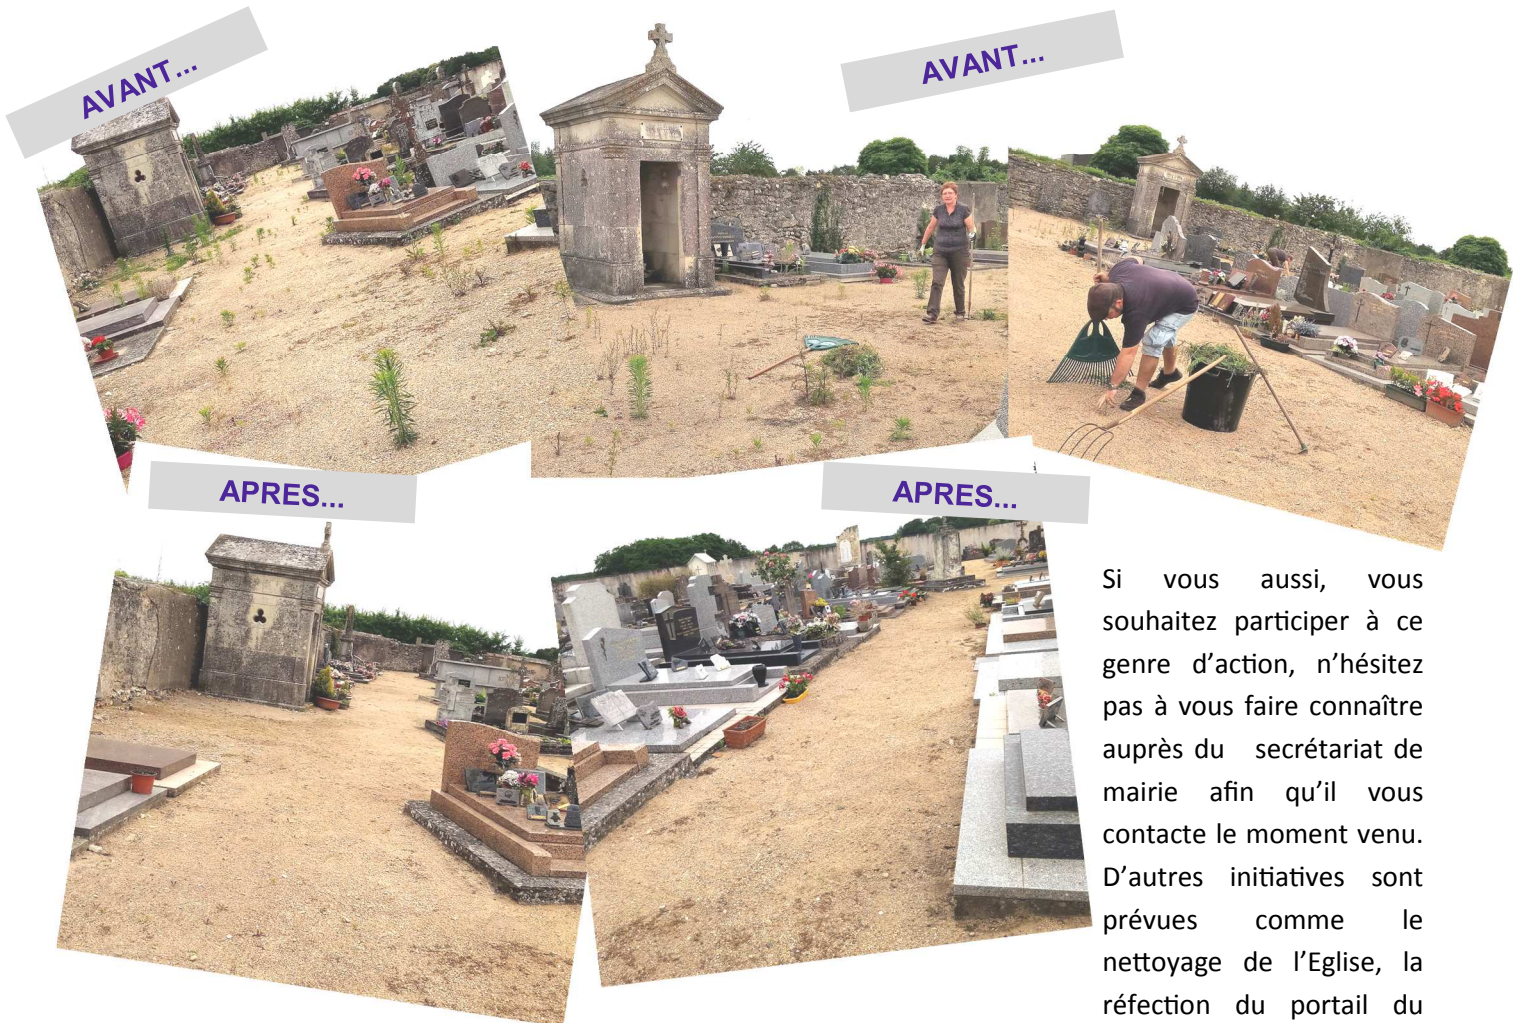 AVANT...
AVANT...
APRES...
APRES...
Si vous aussi, vous
souhaitez participer à ce
genre d’action, n’hésitez
pas à vous faire connaître
auprès du secrétariat de
mairie afin qu’il vous
contacte le moment venu.
D’autres initiatives sont
prévues comme le
nettoyage de l’Eglise, la
réfection du portail du